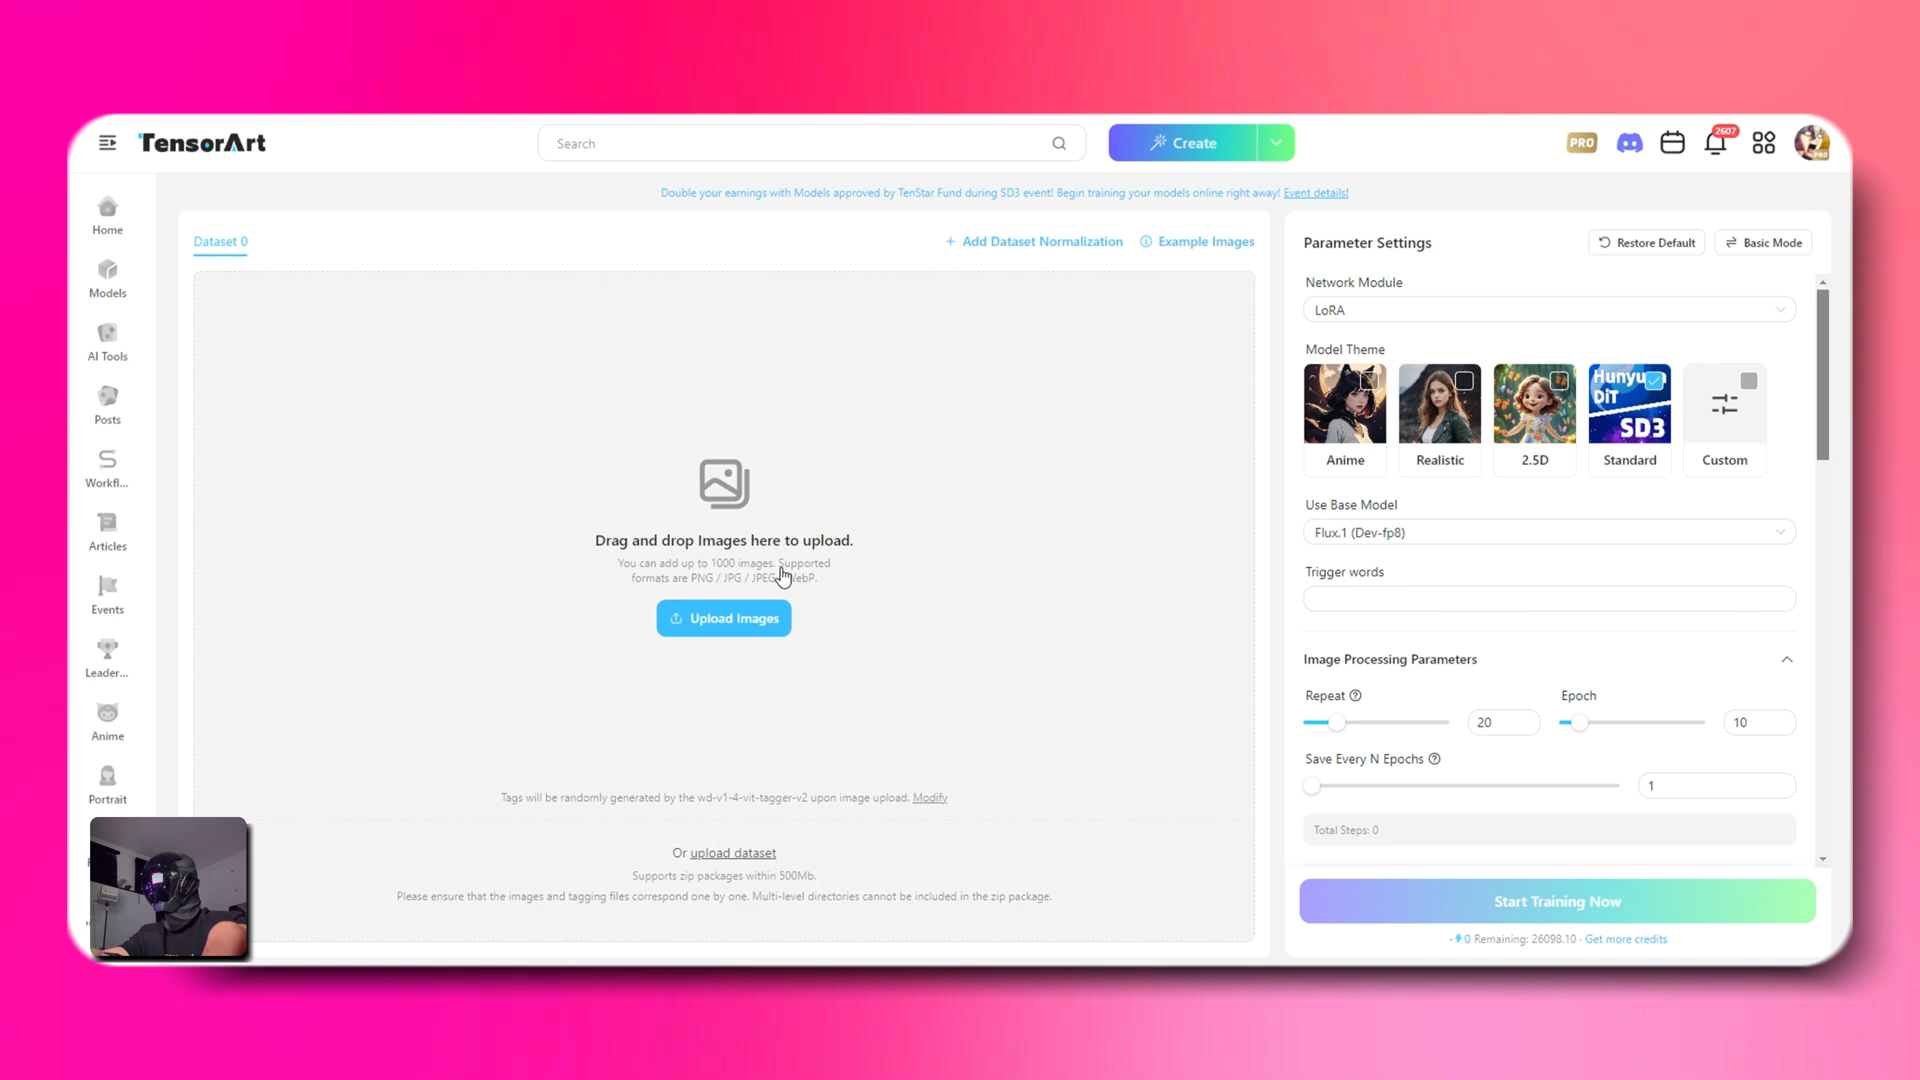 TensorArt
Search
Create
PRO
2607
PRO
Double your earnings with Models approved by TenStar Fund during SD3 event! Begin training your models online right away! Event details!
Home
Models
AI Tools
Posts
Workfl...
Articles
Events
Leader...
Anime
Portrait
Dataset 0
+ Add Dataset Normalization
Example Images
Drag and drop Images here to upload.
You can add up to 1000 images. Supported
formats are PNG / JPG / JPEG
Upload Images
Tags will be randomly generated by the wd-v1-4-vit-tagger-v2 upon image upload. Modify
Or upload dataset
Supports zip packages within 500Mb.
Please ensure that the images and tagging files correspond one by one. Multi-level directories cannot be included in the zip package.
Parameter Settings
Restore Default
Basic Mode
Network Module
LoRA
Model Theme
DiT
SD3
Anime
Realistic
2.5D
Standard
Custom
Use Base Model
Flux.1 (Dev-fp8)
Trigger words
Image Processing Parameters
Repeat
20
Epoch
10
Save Every N Epochs
1
Total Steps: 0
Start Training Now
-0 Remaining: 26098.10 · Get more credits